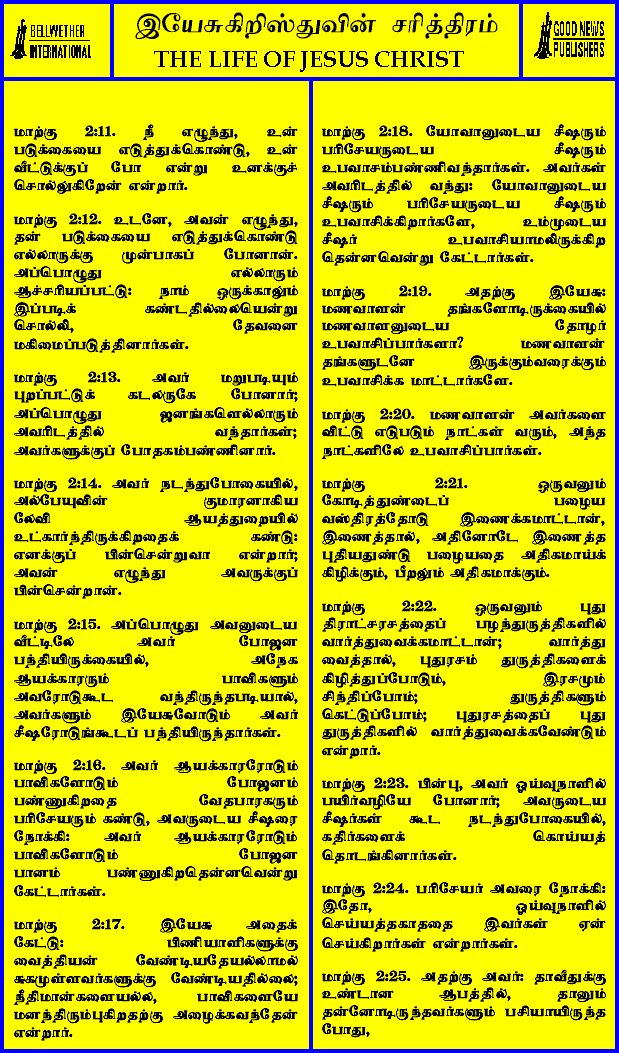 BELLWETHER
INTERNATIONAL
இயேசுகிறிஸ்துவின் சரித்திரம்
THE LIFE OF JESUS CHRIST
GOOD NEWS
PUBLISHERS
மாற்கு 2:11. நீ எழுந்து, உன்
படுக்கையை எடுத்துக்கொண்டு, உன்
வீட்டுக்குப் போ என்று உனக்குச்
சொல்லுகிறேன் என்றார்.
மாற்கு 2:12. உடனே, அவன் எழுந்து,
தன் படுக்கையை எடுத்துக்கொண்டு
எல்லாருக்கு முன்பாகப் போனான்.
அப்பொழுது எல்லாரும்
ஆச்சரியப்பட்டு: நாம் ஒருக்காலும்
இப்படிக் கண்டதில்லையென்று
சொல்லி, தேவனை
மகிமைப்படுத்தினார்கள்.
மாற்கு 2:13. அவர் மறுபடியும்
புறப்பட்டுக் கடலருகே போனார்;
அப்பொழுது ஜனங்களெல்லாரும்
அவரிடத்தில் வந்தார்கள்;
அவர்களுக்குப் போதகம்பண்ணினார்.
மாற்கு 2:14. அவர் நடந்துபோகையில்,
அல்பேயுவின் குமாரனாகிய
லேவி ஆயத்துறையில்
உட்கார்ந்திருக்கிறதைக் கண்டு:
எனக்குப் பின்சென்றுவா என்றார்;
அவன் எழுந்து அவருக்குப்
பின்சென்றான்.
மாற்கு 2:15. அப்பொழுது அவனுடைய
வீட்டிலே அவர் போஜன
பந்தியிருக்கையில், அநேக
ஆயக்காரரும் பாவிகளும்
அவரோடுகூட வந்திருந்தபடியால்,
அவர்களும் இயேசுவோடும் அவர்
சீஷரோடுங்கூடப் பந்தியிருந்தார்கள்.
மாற்கு 2:16. அவர் ஆயக்காரரோடும்
பாவிகளோடும் போஜனம்
பண்ணுகிறதை வேதபாரகரும்
பரிசேயரும் கண்டு, அவருடைய சீஷரை
நோக்கி: அவர் ஆயக்காரரோடும்
பாவிகளோடும் போஜன
பானம் பண்ணுகிறதென்னவென்று
கேட்டார்கள்.
மாற்கு 2:17. இயேசு அதைக்
கேட்டு: பிணியாளிகளுக்கு
வைத்தியன் வேண்டியதேயல்லாமல்
சுகமுள்ளவர்களுக்கு வேண்டியதில்லை;
நீதிமான்களையல்ல, பாவிகளையே
மனந்திரும்புகிறதற்கு அழைக்கவந்தேன்
என்றார்.
மாற்கு 2:18. யோவானுடைய சீஷரும்
பரிசேயருடைய சீஷரும்
உபவாசம்பண்ணிவந்தார்கள். அவர்கள்
அவரிடத்தில் வந்து: யோவானுடைய
சீஷரும் பரிசேயருடைய சீஷரும்
உபவாசிக்கிறார்களே, உம்முடைய
சீஷர் உபவாசியாமலிருக்கிற
தென்னவென்று கேட்டார்கள்.
மாற்கு 2:19. அதற்கு இயேசு:
மணவாளன் தங்களோடிருக்கையில்
மணவாளனுடைய தோழர்
உபவாசிப்பார்களா? மணவாளன்
தங்களுடனே இருக்கும்வரைக்கும்
உபவாசிக்க மாட்டார்களே.
மாற்கு 2:20. மணவாளன் அவர்களை
விட்டு எடுபடும் நாட்கள் வரும், அந்த
நாட்களிலே உபவாசிப்பார்கள்.
மாற்கு 2:21. ஒருவனும்
கோடித்துண்டைப் பழைய
வஸ்திரத்தோடு இணைக்கமாட்டான்,
இணைத்தால், அதினோடே இணைத்த
புதியதுண்டு பழையதை அதிகமாய்க்
கிழிக்கும், பீறலும் அதிகமாக்கும்.
மாற்கு 2:22. ஒருவனும் புது
திராட்சரசத்தைப் பழந்துருத்திகளில்
வார்த்துவைக்கமாட்டான்; வார்த்து
வைத்தால், புதுரசம் துருத்திகளைக்
கிழித்துப்போடும், இரசமும்
சிந்திப்போம்; துருத்திகளும்
கெட்டுப்போம்; புதுரசத்தைப் புது
துருத்திகளில் வார்த்துவைக்கவேண்டும்
என்றார்.
மாற்கு 2:23. பின்பு, அவர் ஓய்வுநாளில்
பயிர்வழியே போனார்; அவருடைய
சீஷர்கள் கூட நடந்துபோகையில்,
கதிர்களைக் கொய்யத்
தொடங்கினார்கள்.
மாற்கு 2:24. பரிசேயர் அவரை நோக்கி:
இதோ, ஓய்வுநாளில்
செய்யத்தகாததை இவர்கள் ஏன்
செய்கிறார்கள் என்றார்கள்.
மாற்கு 2:25. அதற்கு அவர்: தாவீதுக்கு
உண்டான ஆபத்தில், தானும்
தன்னோடிருந்தவர்களும் பசியாயிருந்த
போது,